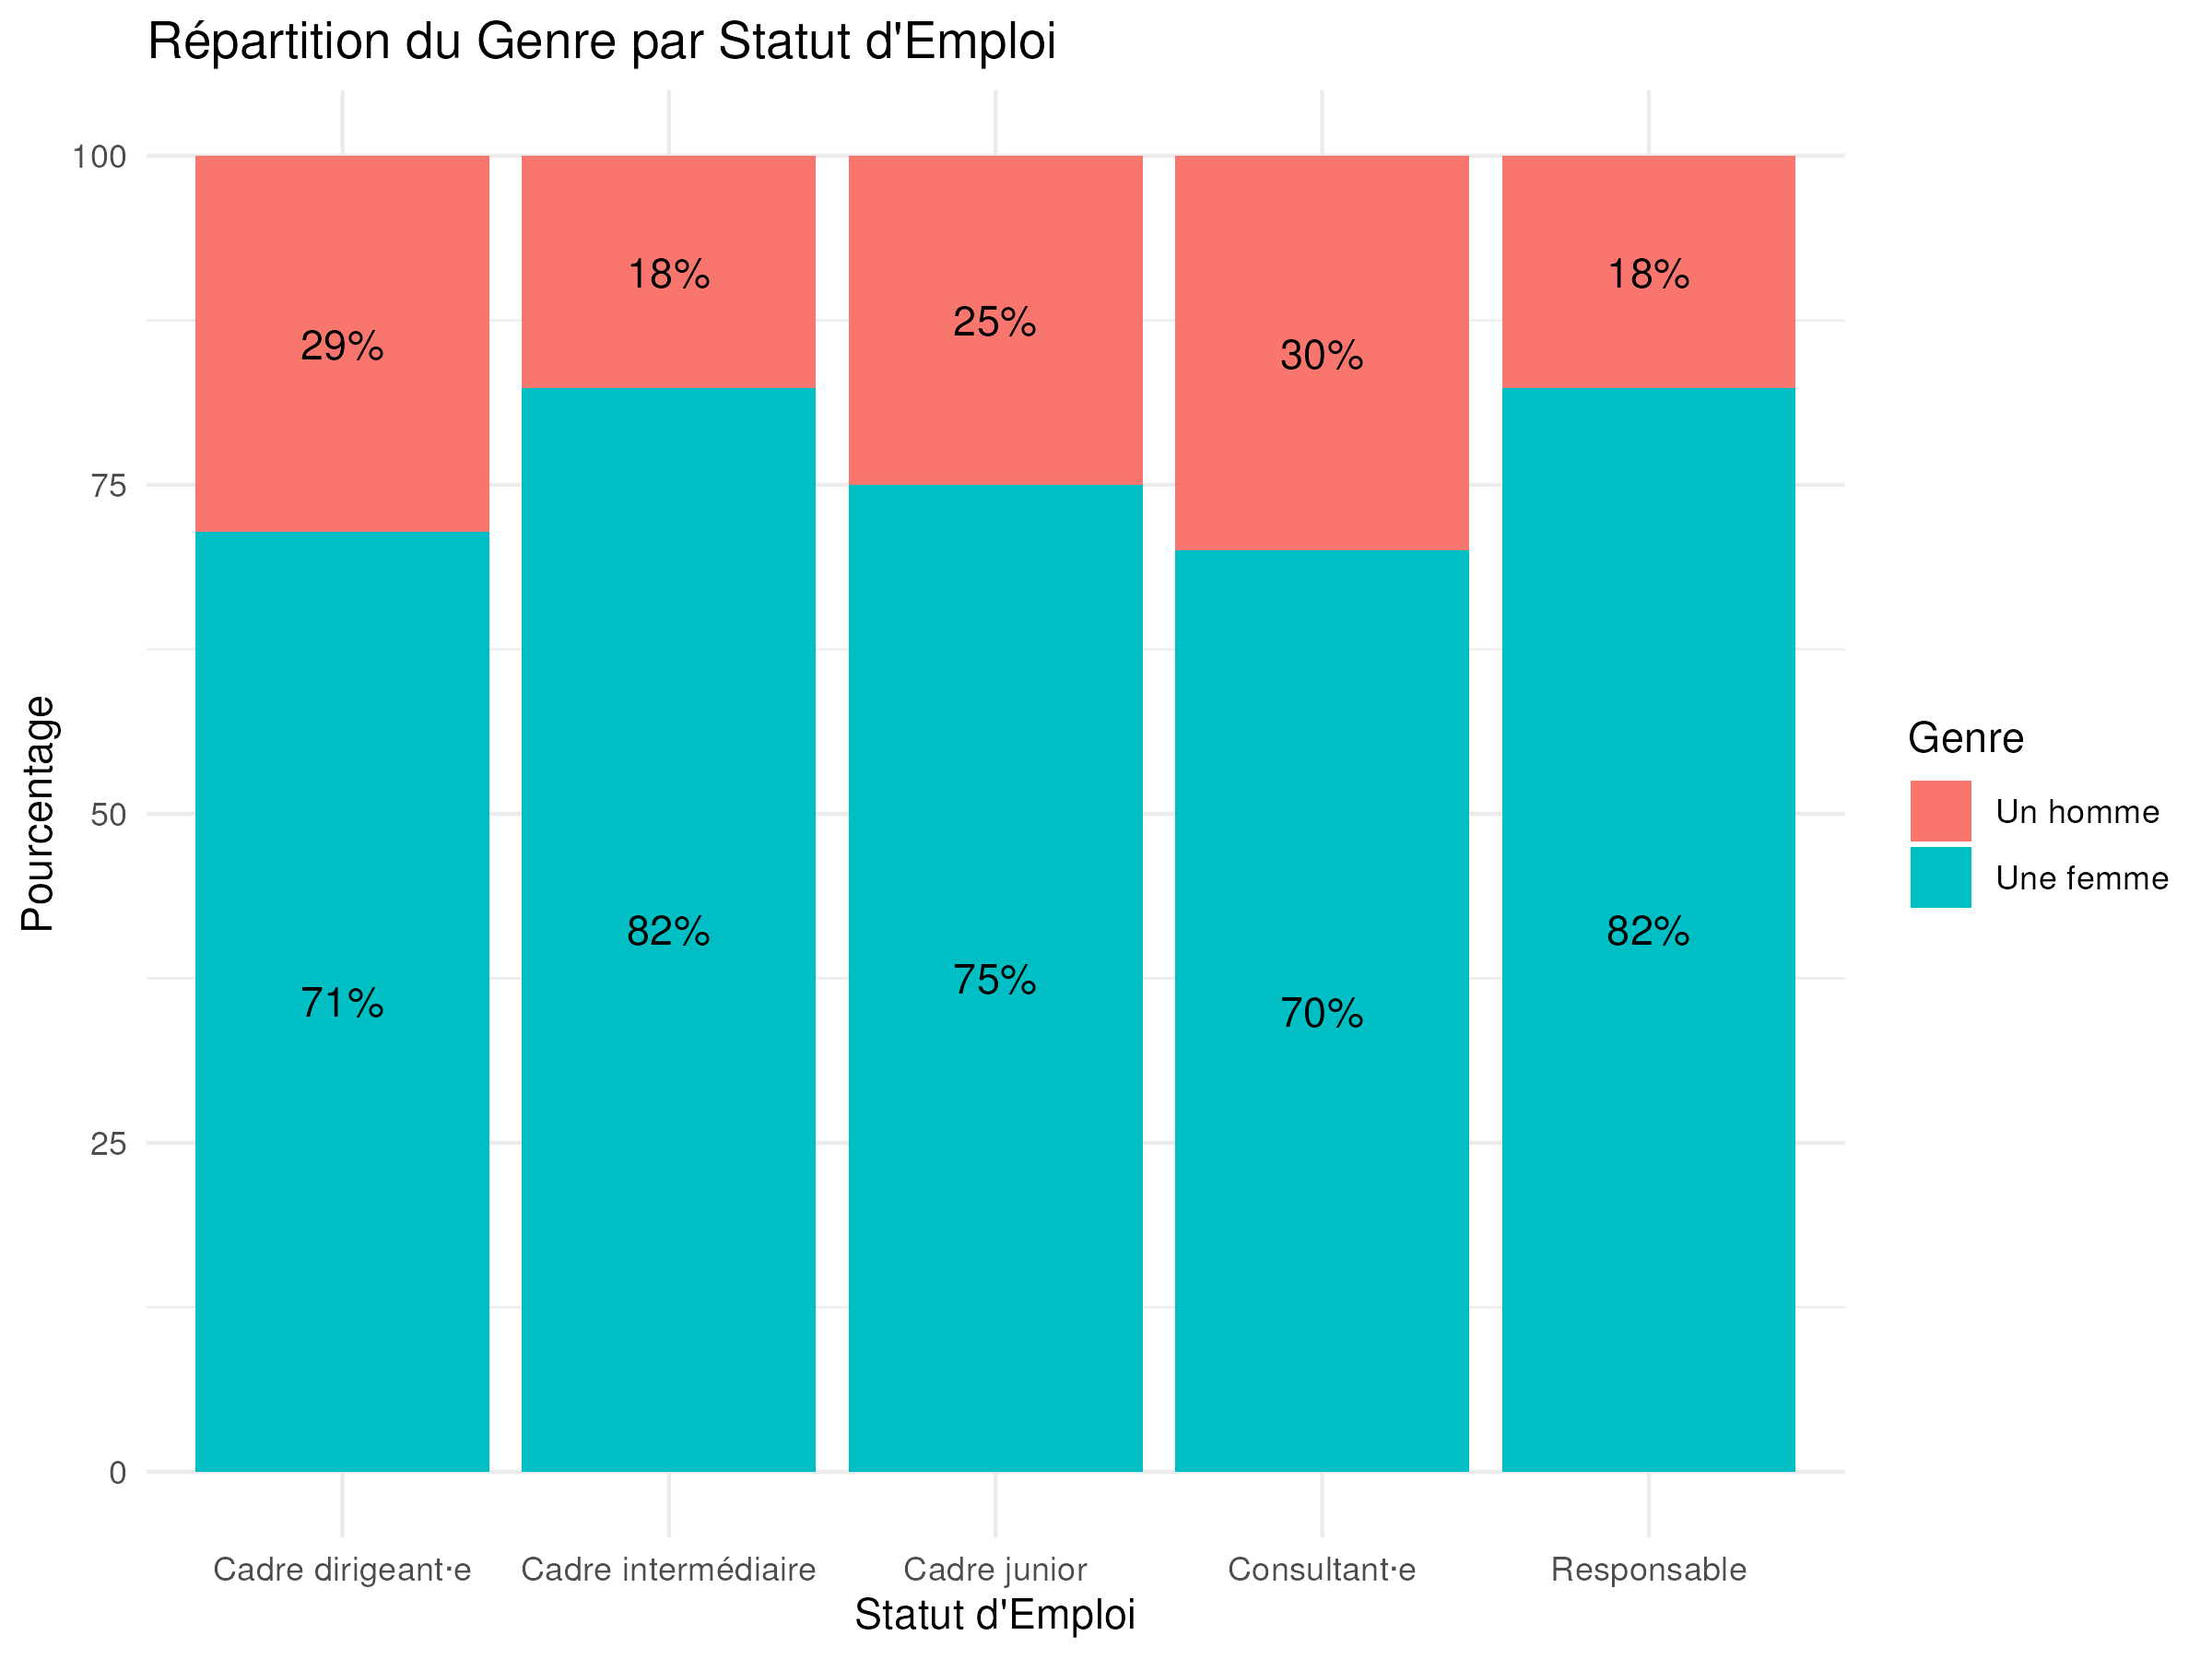 Répartition du Genre par Statut d'Emploi
100
75
50
25
0
Pourcentage
29%
18%
25%
30%
18%
71%
82%
75%
70%
82%
Cadre dirigeant·e
Cadre intermédiaire
Cadre junior
Consultant·e
Responsable
Statut d'Emploi
Genre
Un homme
Une femme